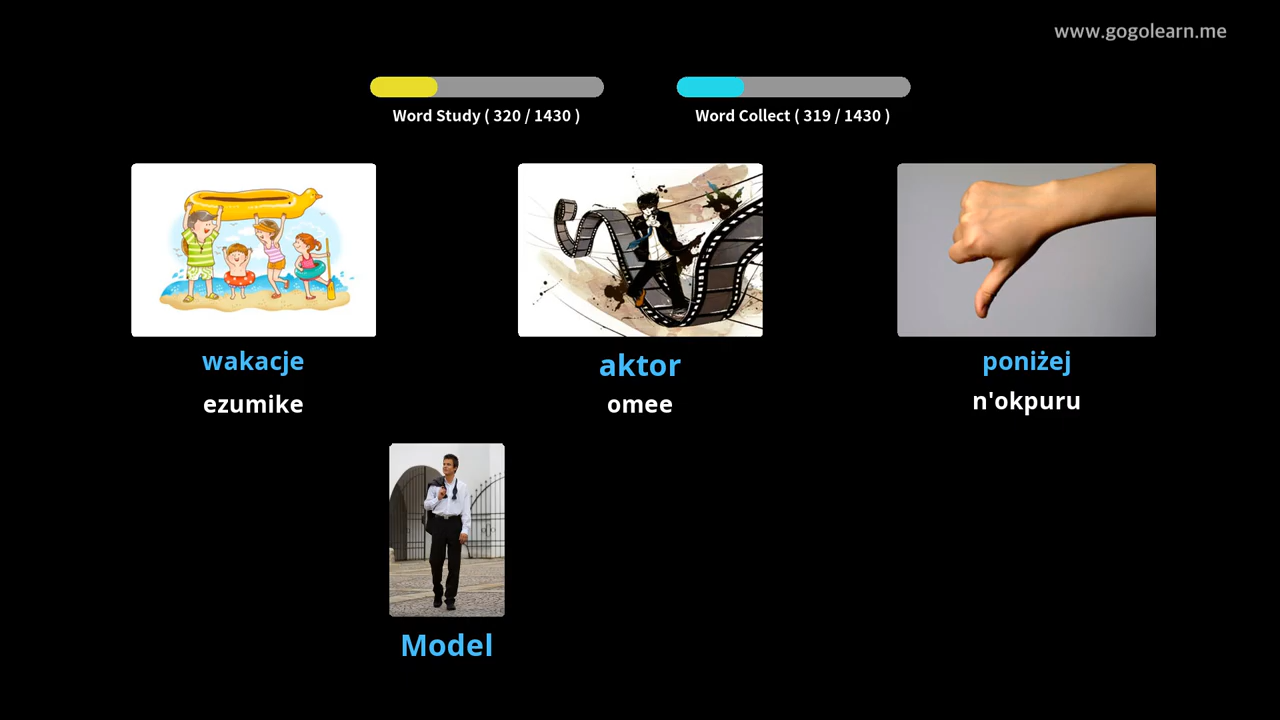 www.gogolearn.me
Word Study ( 320 / 1430 )
Word Collect ( 319 / 1430 )
wakacje
ezumike
aktor
omee
poniżej
n'okpuru
Model